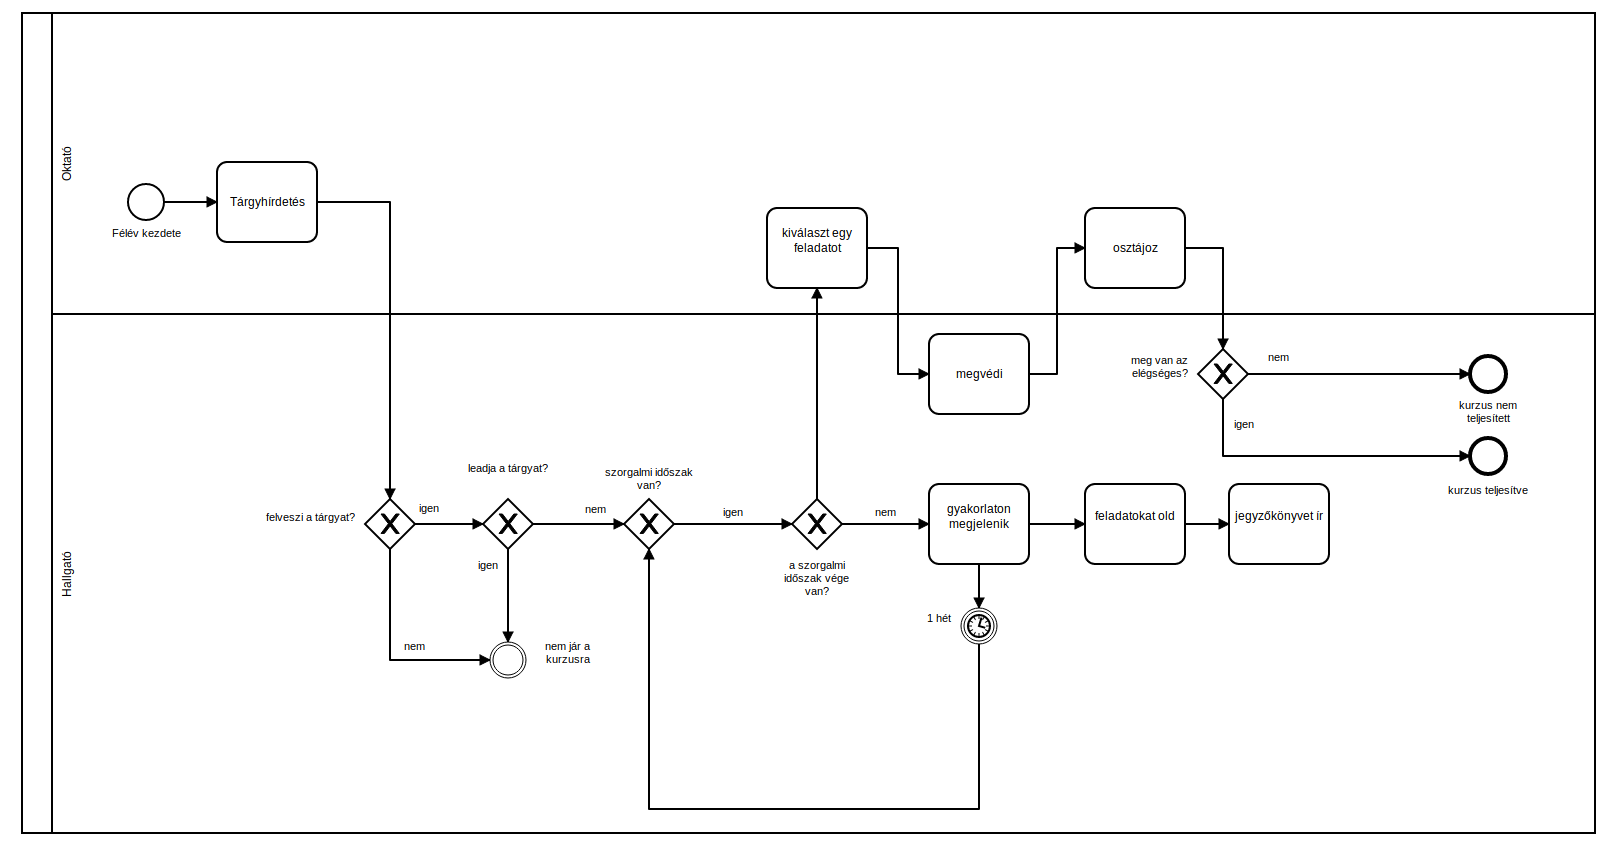 Oktató
Félév kezdete
Tárgyhírdetés
kiválaszt egy
feladatot
osztájoz
megvédi
meg van az
elégséges?
nem
igen
kurzus nem
teljesített
kurzus teljesítve
Hallgató
felveszi a tárgyat?
igen
nem
leadja a tárgyat?
nem
igen
nem jár a
kurzusra
szorgalmi időszak
van?
igen
a szorgalmi
időszak vége
van?
nem
gyakorlaton
megjelenik
feladatokat old
jegyzőkönyvet ír
1 hét